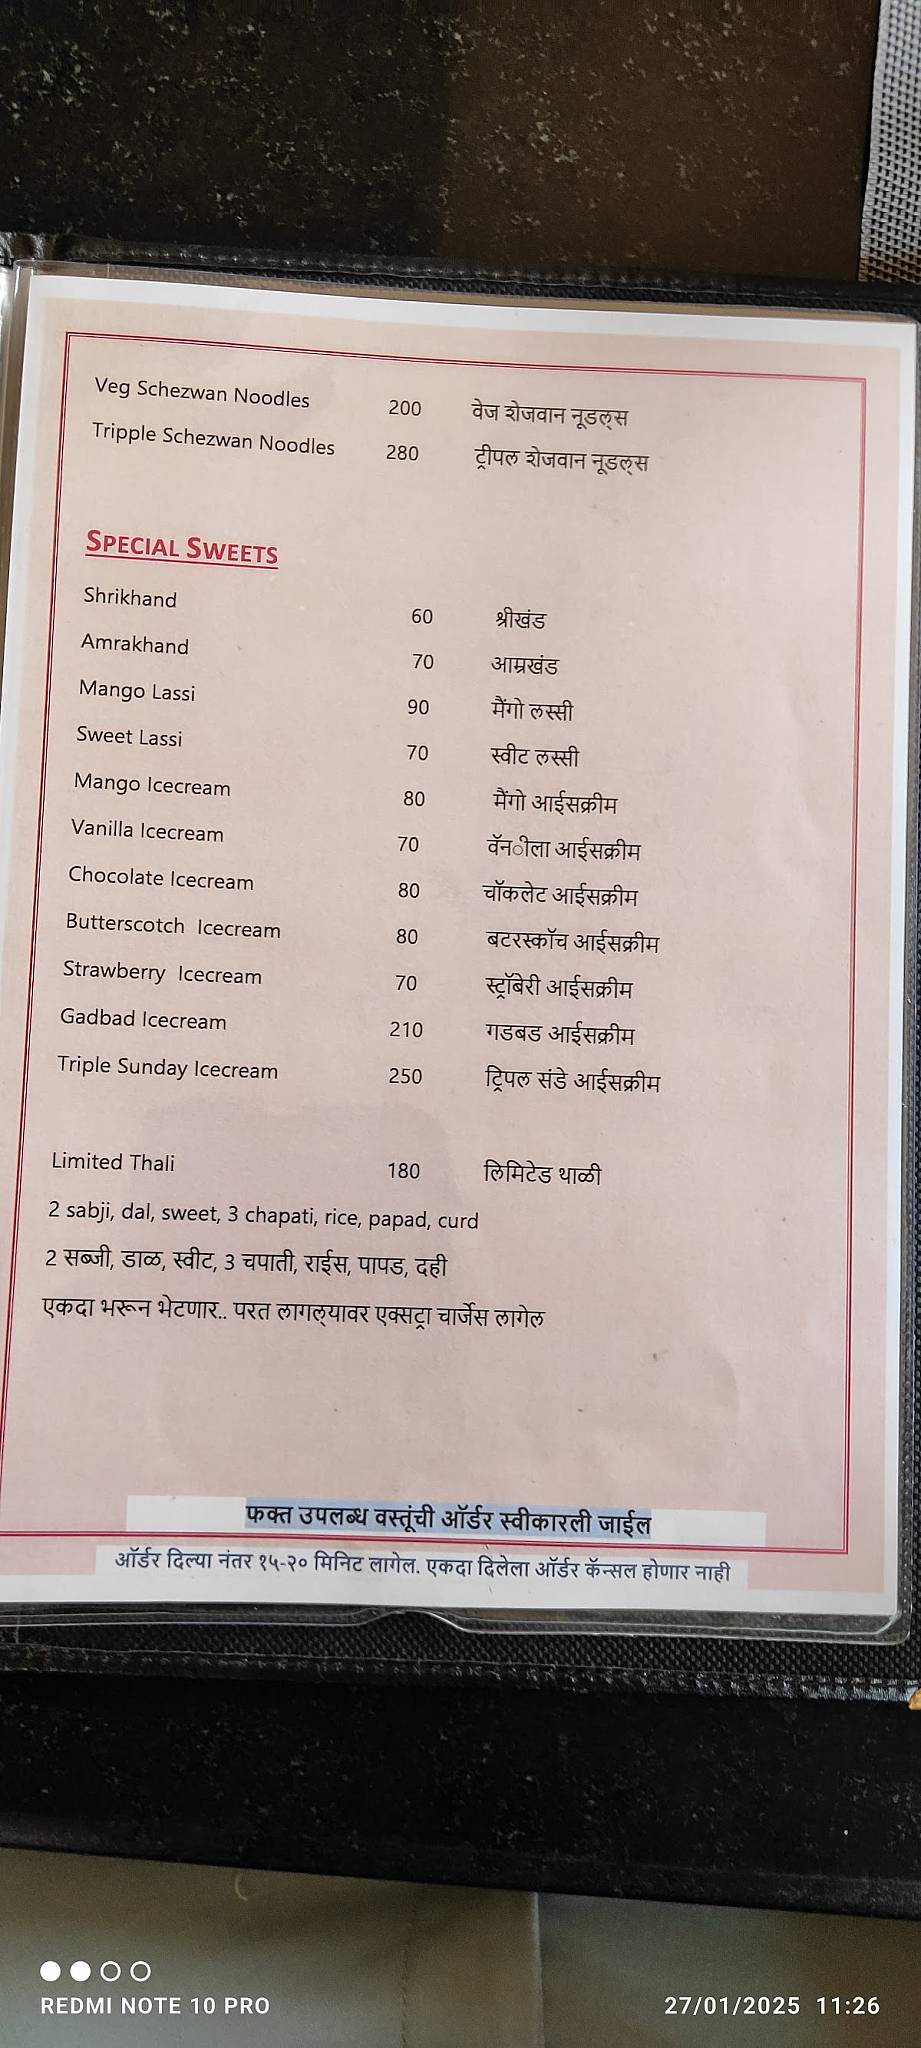 Veg Schezwan Noodles 200 वेज शेजवान नूडल्स
Tripple Schezwan Noodles 280 ट्रीपल शेजवान नूडल्स
SPECIAL SWEETS
Shrikhand 60 श्रीखंड
Amrakhand 70 आम्रखंड
Mango Lassi 90 मैंगो लस्सी
Sweet Lassi 70 स्वीट लस्सी
Mango Icecream 80 मैंगो आईसक्रीम
Vanilla Icecream 70 वॅनीला आईसक्रीम
Chocolate Icecream 80 चॉकलेट आईसक्रीम
Butterscotch Icecream 80 बटरस्कॉच आईसक्रीम
Strawberry Icecream 70 स्ट्रॉबेरी आईसक्रीम
Gadbad Icecream 210 गडबड आईसक्रीम
Triple Sunday Icecream 250 ट्रिपल संडे आईसक्रीम
Limited Thali 180 लिमिटेड थाळी
2 sabji, dal, sweet, 3 chapati, rice, papad, curd
2 सब्जी, डाळ, स्वीट, 3 चपाती, राईस, पापड, दही
एकदा भरून भेटणार.. परत लागल्यावर एक्सट्रा चार्जेस लागेल
फक्त उपलब्ध वस्तूंची ऑर्डर स्वीकारली जाईल
ऑर्डर दिल्या नंतर १५-२० मिनिट लागेल. एकदा दिलेला ऑर्डर कॅन्सल होणार नाही
REDMI NOTE 10 PRO 27/01/2025 11:26